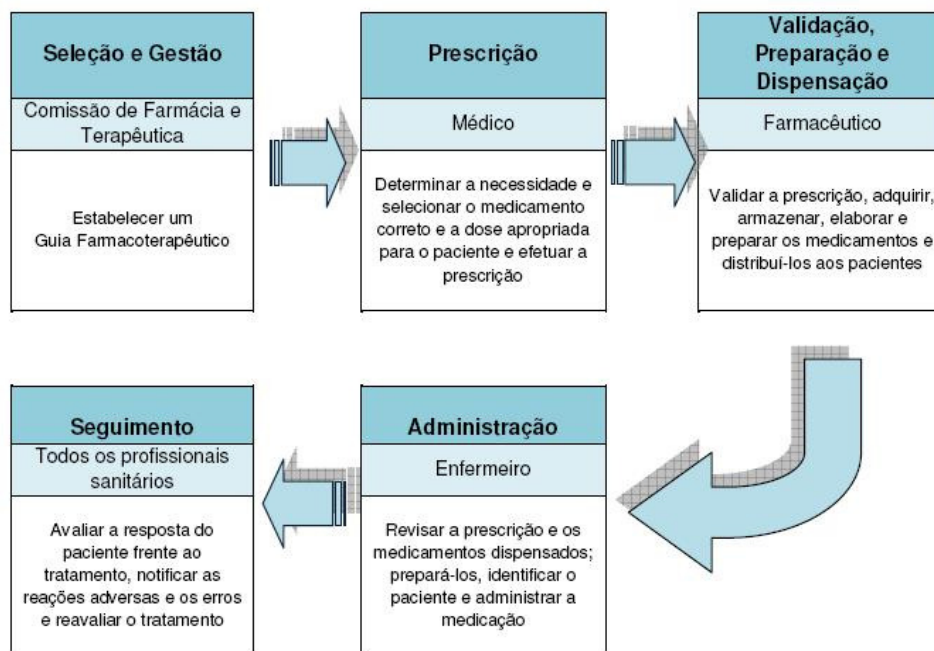 Seleção e Gestão
Comissão de Farmácia e
Terapêutica
Estabelecer um
Guia Farmacoterapêutico
Prescrição
Médico
Determinar a necessidade e
selecionar o medicamento
correto e a dose apropriada
para o paciente e efetuar a
prescrição
Validação,
Preparação e
Dispensação
Farmacêutico
Validar a prescrição, adquirir,
armazenar, elaborar e
preparar os medicamentos e
distribuí-los aos pacientes
Administração
Enfermeiro
Revisar a prescrição e os
medicamentos dispensados;
prepará-los, identificar o
paciente e administrar a
medicação
Seguimento
Todos os profissionais
sanitários
Avaliar a resposta do
paciente frente ao
tratamento, notificar as
reações adversas e os erros
e reavaliar o tratamento